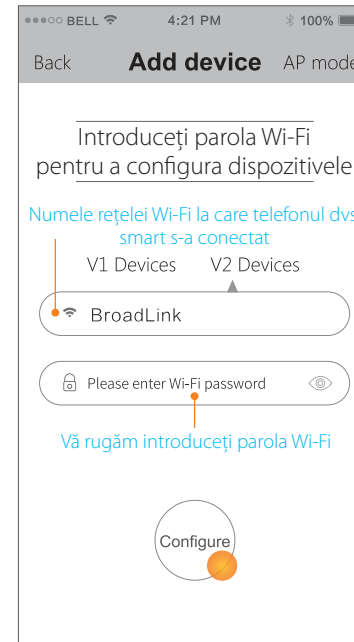 BELL 4:21 PM 100%
Back Add device AP mode
Introduceți parola Wi-Fi
pentru a configura dispozitivele
Numele rețelei Wi-Fi la care telefonul dvs
smart s-a conectat
V1 Devices V2 Devices
BroadLink
Please enter Wi-Fi password
Vă rugăm introduceți parola Wi-Fi
Configure